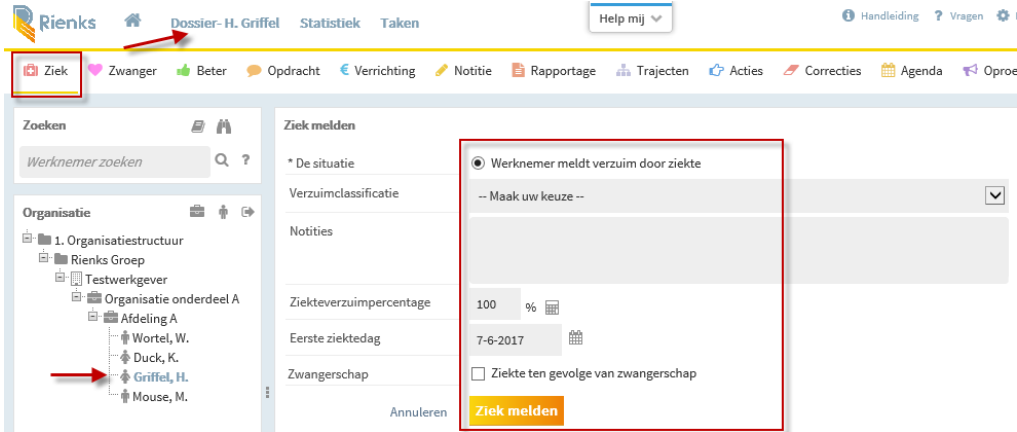 Rienks Dossier- H. Griffel Statistiek Taken Help mij Handleiding ? Vragen
Ziek Zwanger Beter Opdracht € Verrichting Notitie Rapportage Trajecten Acties Correcties Agenda Oproe
Zoeken
Werknemer zoeken ?
Organisatie
1. Organisatiestructuur
Rienks Groep
Testwerkgever
Organisatie onderdeel A
Afdeling A
Wortel, W.
Duck, K.
Griffel, H.
Mouse, M.
Ziek melden
* De situatie Werknemer meldt verzuim door ziekte
Verzuimclassificatie -- Maak uw keuze --
Notities
Ziekteverzuimpercentage 100 %
Eerste ziektedag 7-6-2017
Zwangerschap Ziekte ten gevolge van zwangerschap
Annuleren Ziek melden